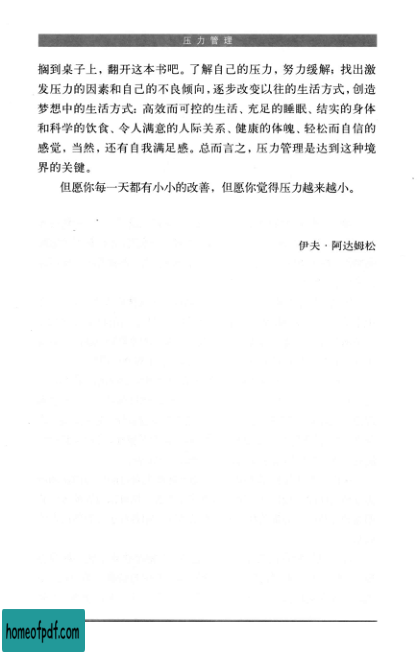 压力管理
搁到桌子上，翻开这本书吧。了解自己的压力，努力缓解；找出激
发压力的因素和自己的不良倾向，逐步改变以往的生活方式，创造
梦想中的生活方式：高效而可控的生活、充足的睡眠、结实的身体
和科学的饮食、令人满意的人际关系、健康的体魄、轻松而自信的
感觉，当然，还有自我满足感。总而言之，压力管理是达到这种境
界的关键。
但愿你每一天都有小小的改善，但愿你觉得压力越来越小。
伊夫·阿达姆松
homeofpdf.com